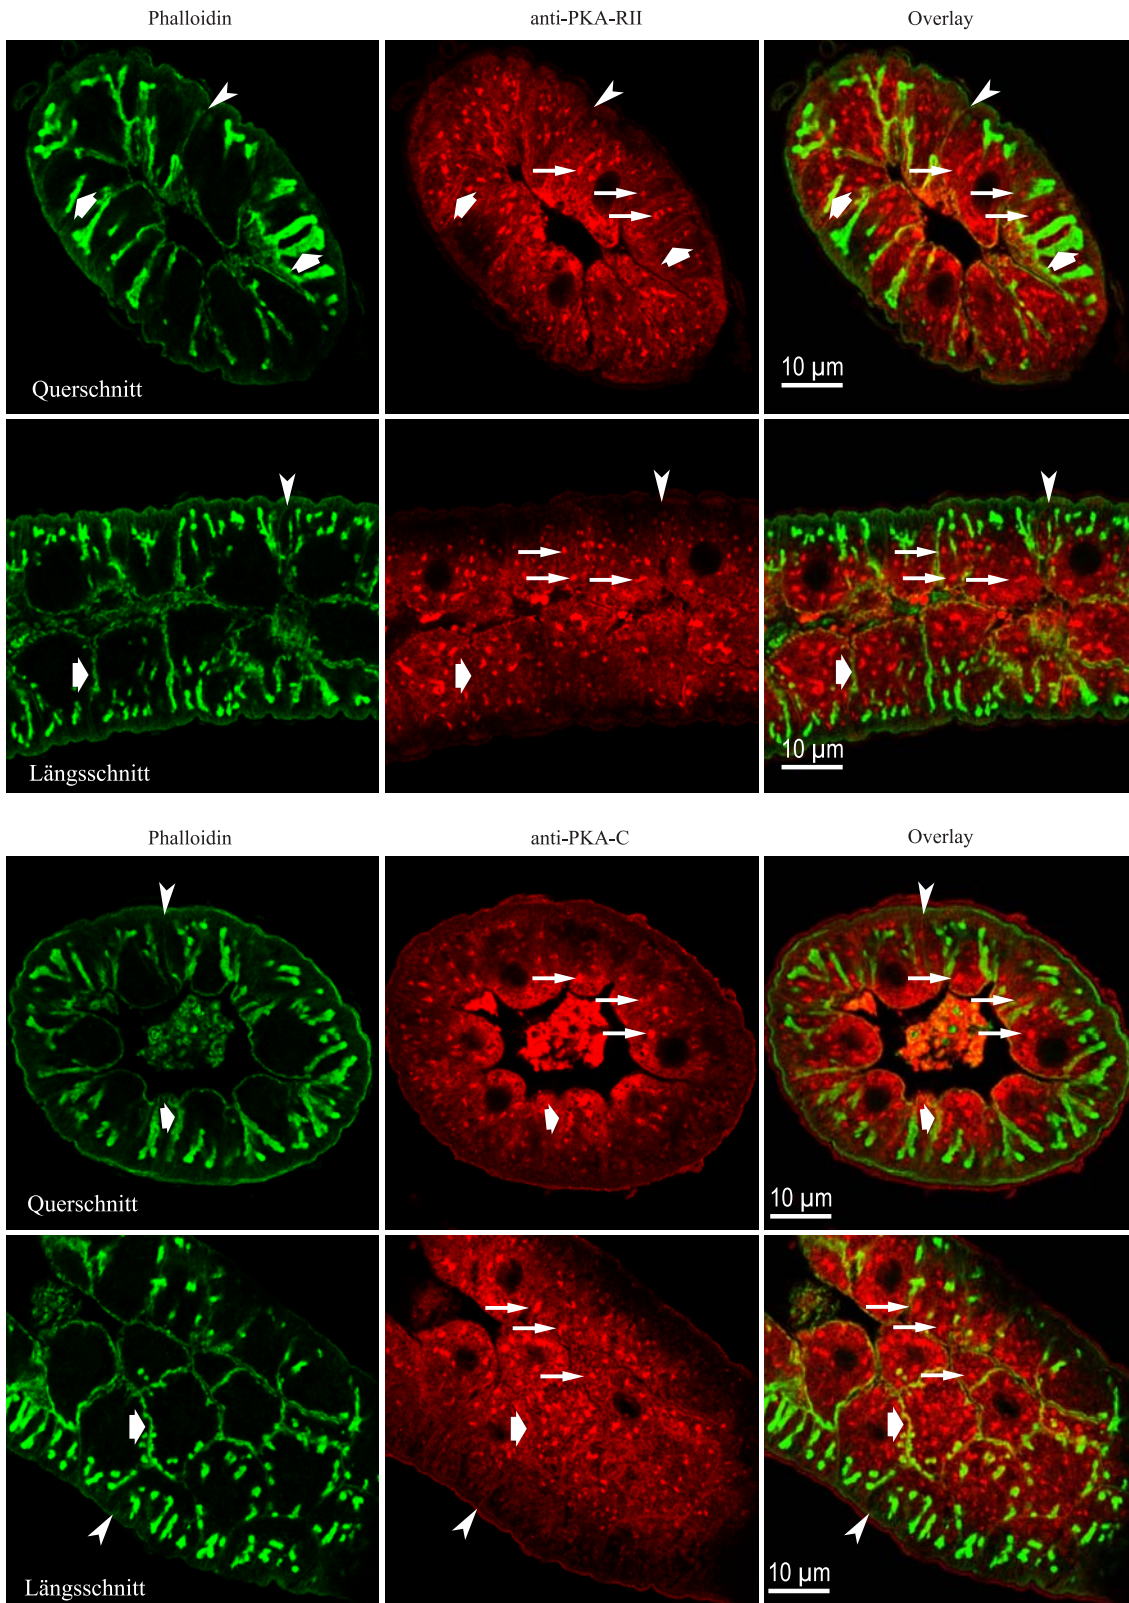 Phalloidin anti-PKA-RII Overlay
Querschnitt
10 µm
Längsschnitt
10 µm
Phalloidin anti-PKA-C Overlay
Querschnitt
10 µm
Längsschnitt
10 µm